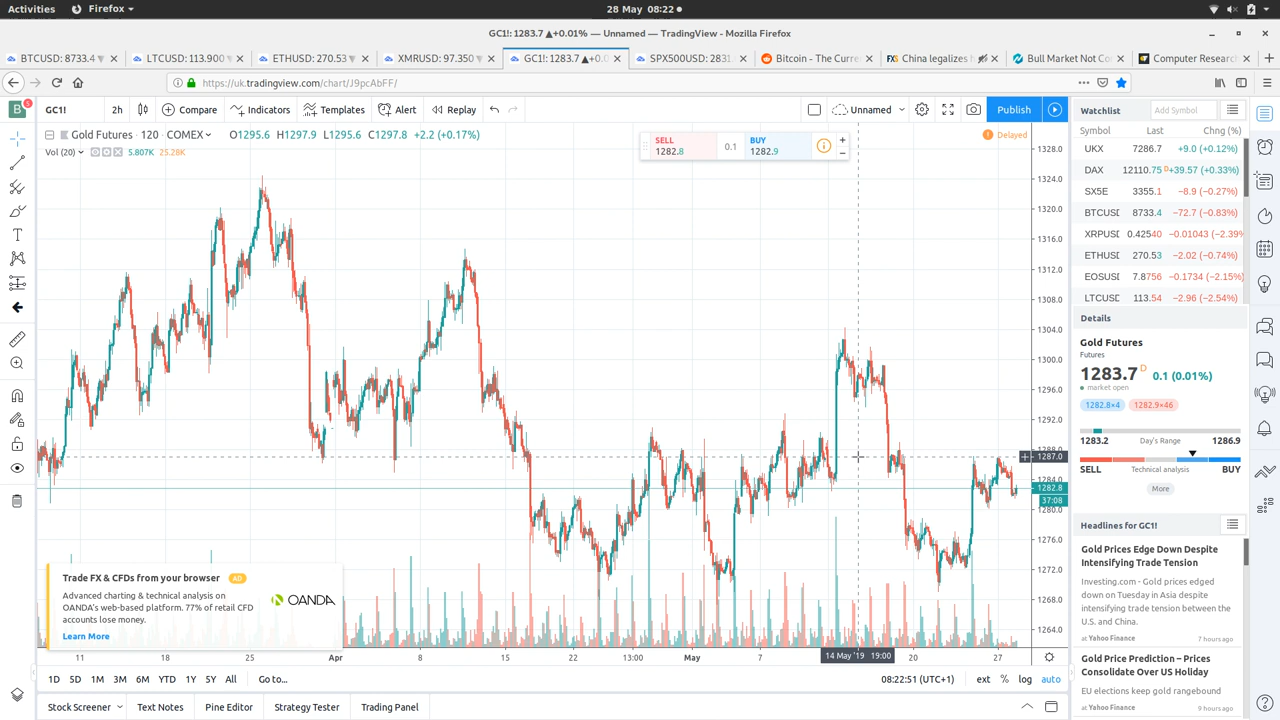 Activities
Firefox
28 May 08:22
GC1!: 1283.7 ▲+0.01% — Unnamed — TradingView - Mozilla Firefox
BTCUSD: 8733.4 ▼
LTCUSD: 113.900
ETHUSD: 270.53 ▼
XMRUSD: 97.350 ▼
GC1!: 1283.7 ▲+0.0
SPX500USD: 2831
Bitcoin - The Curre
China legalizes h
Bull Market Not Co
Computer Research
https://uk.tradingview.com/chart/J9pcAbFF/
GC1!
2h
Compare
Indicators
Templates
Alert
Replay
Unnamed
Publish
Gold Futures · 120 · COMEX
O1295.6 H1297.9 L1295.6 C1297.8 +2.2 (+0.17%)
Vol (20)
5.807K 25.28K
SELL
1282.8
0.1
BUY
1282.9
Delayed
1328.0
1324.0
1320.0
1316.0
1312.0
1308.0
1304.0
1300.0
1296.0
1292.0
1287.0
1284.0
1282.8
37:08
1280.0
1276.0
1272.0
1268.0
1264.0
Trade FX & CFDs from your browser AD
Advanced charting & technical analysis on
OANDA's web-based platform. 77% of retail CFD
accounts lose money.
Learn More
OANDA
11
18
25
Apr
8
15
22
13:00
May
7
14 May '19 19:00
20
27
1D 5D 1M 3M 6M YTD 1Y 5Y All
Go to...
08:22:51 (UTC+1)
ext % log auto
Stock Screener
Text Notes
Pine Editor
Strategy Tester
Trading Panel
Watchlist
Add Symbol
Symbol Last Chng (%)
UKX 7286.7 +9.0 (+0.12%)
DAX 12110.75 D +39.57 (+0.33%)
SX5E 3355.1 −8.9 (−0.27%)
BTCUSD 8733.4 −72.7 (−0.83%)
XRPUSD 0.42540 −0.01043 (−2.39%
ETHUSD 270.53 −2.02 (−0.74%)
EOSUSD 7.8756 −0.1734 (−2.15%)
LTCUSD 113.54 −2.96 (−2.54%)
Details
Gold Futures
Futures
1283.7 D 0.1 (0.01%)
market open
1282.8×4
1282.9×46
1283.2 Day's Range 1286.9
SELL Technical analysis BUY
More
Headlines for GC1!
Gold Prices Edge Down Despite
Intensifying Trade Tension
Investing.com - Gold prices edged
down on Tuesday in Asia despite
intensifying trade tension between the
U.S. and China.
at Yahoo Finance 7 hours ago
Gold Price Prediction – Prices
Consolidate Over US Holiday
EU elections keep gold rangebound
at Yahoo Finance 9 hours ago